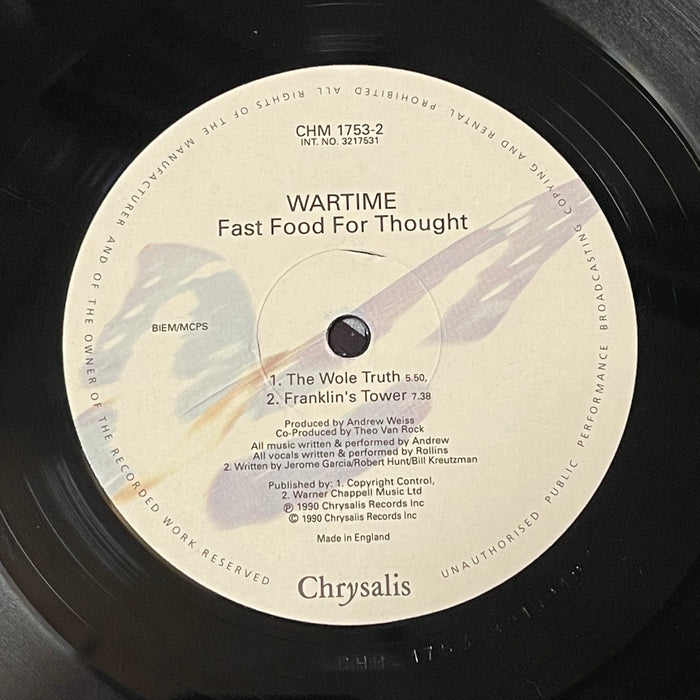 CHM 1753-2
INT. NO. 3217531
WARTIME
Fast Food For Thought
BIEM/MCPS
1. The Wole Truth 5.50,
2. Franklin's Tower 7.38
Produced by Andrew Weiss
Co-Produced by Theo Van Rock
All music written & performed by Andrew
All vocals written & performed by Rollins
2. Written by Jerome Garcia/Robert Hunt/Bill Kreutzman
Published by: 1. Copyright Control,
2. Warner Chappell Music Ltd
℗ 1990 Chrysalis Records Inc
© 1990 Chrysalis Records Inc
Made in England
Chrysalis
ALL RIGHTS OF THE MANUFACTURER AND OF THE OWNER OF THE RECORDED WORK RESERVED
UNAUTHORISED PUBLIC PERFORMANCE BROADCASTING COPYING AND RENTAL PROHIBITED
CHM 1753